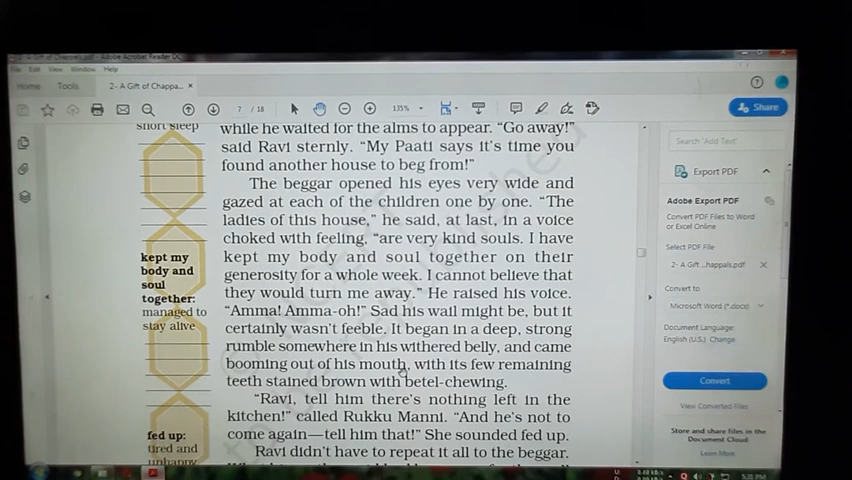 2- A Gift of Chappals.pdf - Adobe Acrobat Reader DC
File Edit View Window Help
Home Tools 2- A Gift of Chappa... ×
7 / 18 135% Share
short sleep
while he waited for the alms to appear. “Go away!”
said Ravi sternly. “My Paati says it’s time you
found another house to beg from!”
The beggar opened his eyes very wide and
gazed at each of the children one by one. “The
ladies of this house,” he said, at last, in a voice
choked with feeling, “are very kind souls. I have
kept my body and soul together on their
generosity for a whole week. I cannot believe that
they would turn me away.” He raised his voice.
“Amma! Amma-oh!” Sad his wail might be, but it
certainly wasn’t feeble. It began in a deep, strong
rumble somewhere in his withered belly, and came
booming out of his mouth, with its few remaining
teeth stained brown with betel-chewing.
“Ravi, tell him there’s nothing left in the
kitchen!” called Rukku Manni. “And he’s not to
come again—tell him that!” She sounded fed up.
Ravi didn’t have to repeat it all to the beggar.
kept my
body and
soul
together:
managed to
stay alive
fed up:
tired and
unhappy
Search 'Add Text'
Export PDF
Adobe Export PDF
Convert PDF Files to Word
or Excel Online
Select PDF File
2- A Gift ...happals.pdf ×
Convert to
Microsoft Word (*.docx)
Document Language:
English (U.S.) Change
Convert
View Converted Files
Store and share files in the
Document Cloud
Learn More